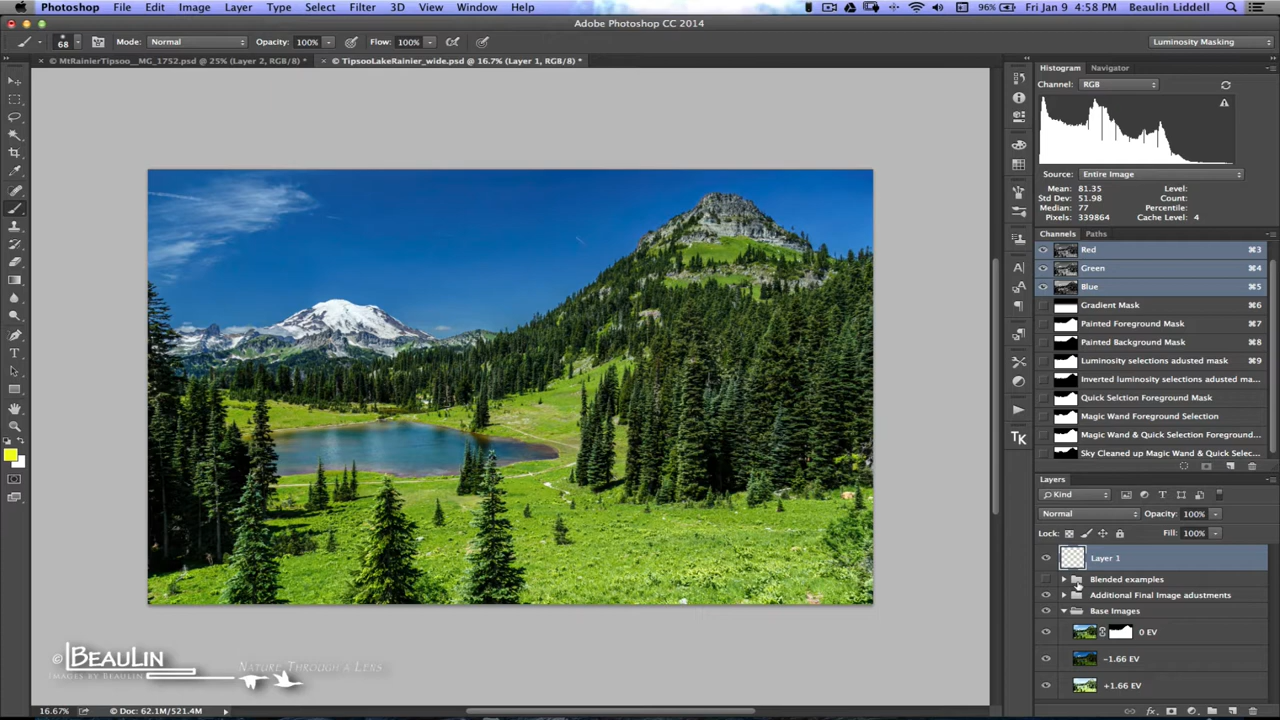 Photoshop File Edit Image Layer Type Select Filter 3D View Window Help 96% Fri Jan 9 4:58 PM Beaulin Liddell
Adobe Photoshop CC 2014
68 Mode: Normal Opacity: 100% Flow: 100% Luminosity Masking
MtRainierTipsoo__MG_1752.psd @ 25% (Layer 2, RGB/8) * TipsooLakeRainier_wide.psd @ 16.7% (Layer 1, RGB/8) *
Histogram Navigator
Channel: RGB
Source: Entire Image
Mean: 81.35 Level:
Std Dev: 51.98 Count:
Median: 77 Percentile:
Pixels: 339864 Cache Level: 4
Channels Paths
Red ⌘3
Green ⌘4
Blue ⌘5
Gradient Mask ⌘6
Painted Foreground Mask ⌘7
Painted Background Mask ⌘8
Luminosity selections adusted mask ⌘9
Inverted luminosity selections adusted ma...
Quick Selction Foreground Mask
Magic Wand Foreground Selection
Magic Wand & Quick Selection Foreground...
Sky Cleaned up Magic Wand & Quick Selec...
TK
Layers
Kind
Normal Opacity: 100%
Lock: Fill: 100%
Layer 1
Blended examples
Additional Final Image adustments
Base Images
0 EV
-1.66 EV
+1.66 EV
© BEAULIN NATURE THROUGH A LENS
IMAGES BY BEAULIN
16.67% Doc: 62.1M/521.4M